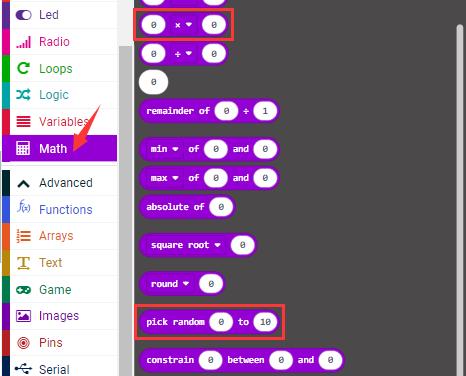 Led
Radio
Loops
Logic
Variables
Math
Advanced
Functions
f(x)
Arrays
Text
Game
Images
Pins
Serial
0 × 0
0 ÷ 0
0
remainder of 0 ÷ 1
min of 0 and 0
max of 0 and 0
absolute of 0
square root 0
round 0
pick random 0 to 10
constrain 0 between 0 and 0